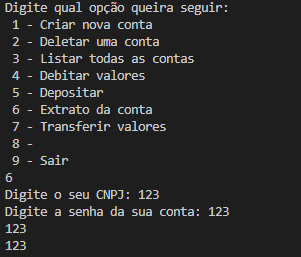 Digite qual opção queira seguir:
1 - Criar nova conta
2 - Deletar uma conta
3 - Listar todas as contas
4 - Debitar valores
5 - Depositar
6 - Extrato da conta
7 - Transferir valores
8 -
9 - Sair
6
Digite o seu CNPJ: 123
Digite a senha da sua conta: 123
123
123